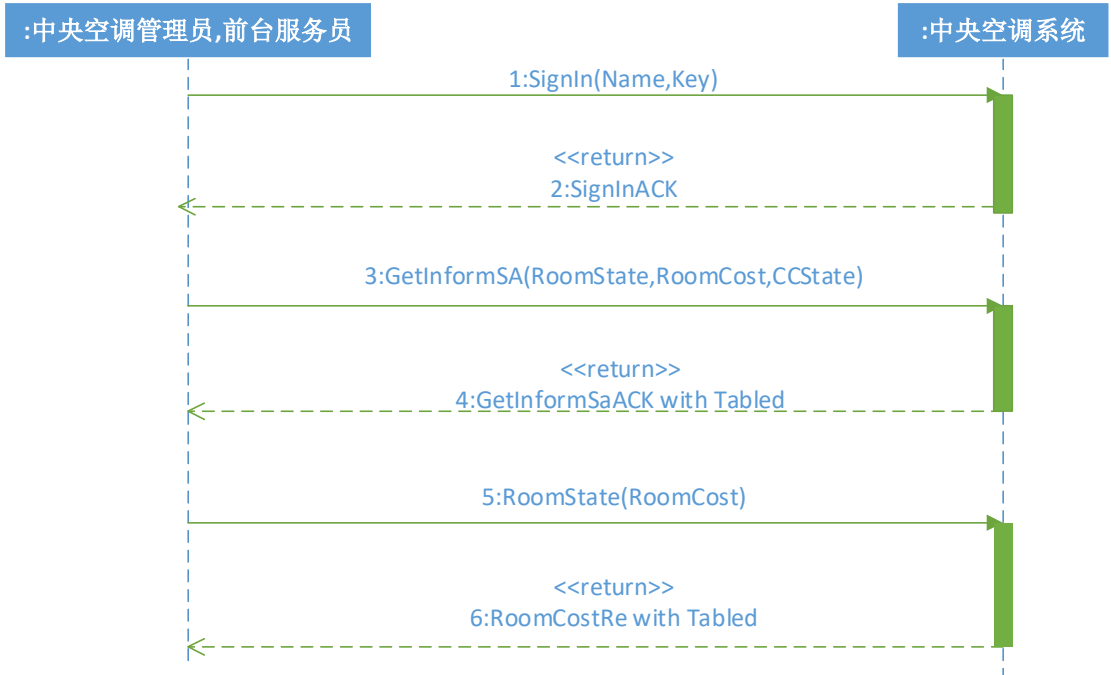 :中央空调管理员,前台服务员
:中央空调系统
1:SignIn(Name,Key)
<<return>>
2:SignInACK
3:GetInformSA(RoomState,RoomCost,CCState)
<<return>>
4:GetInformSaACK with Tabled
5:RoomState(RoomCost)
<<return>>
6:RoomCostRe with Tabled